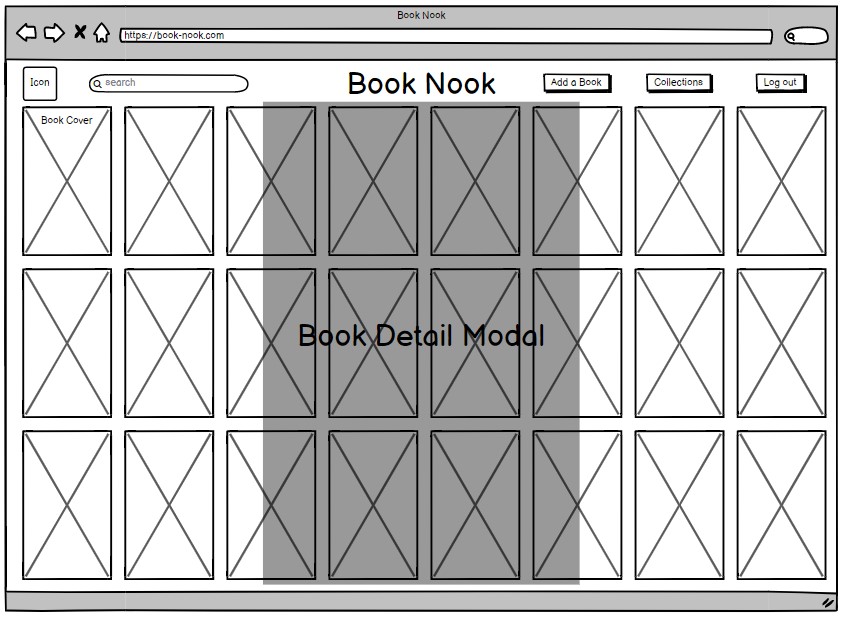 Book Nook
https://book-nook.com
Icon
search
Book Nook
Add a Book
Collections
Log out
Book Cover
Book Detail Modal